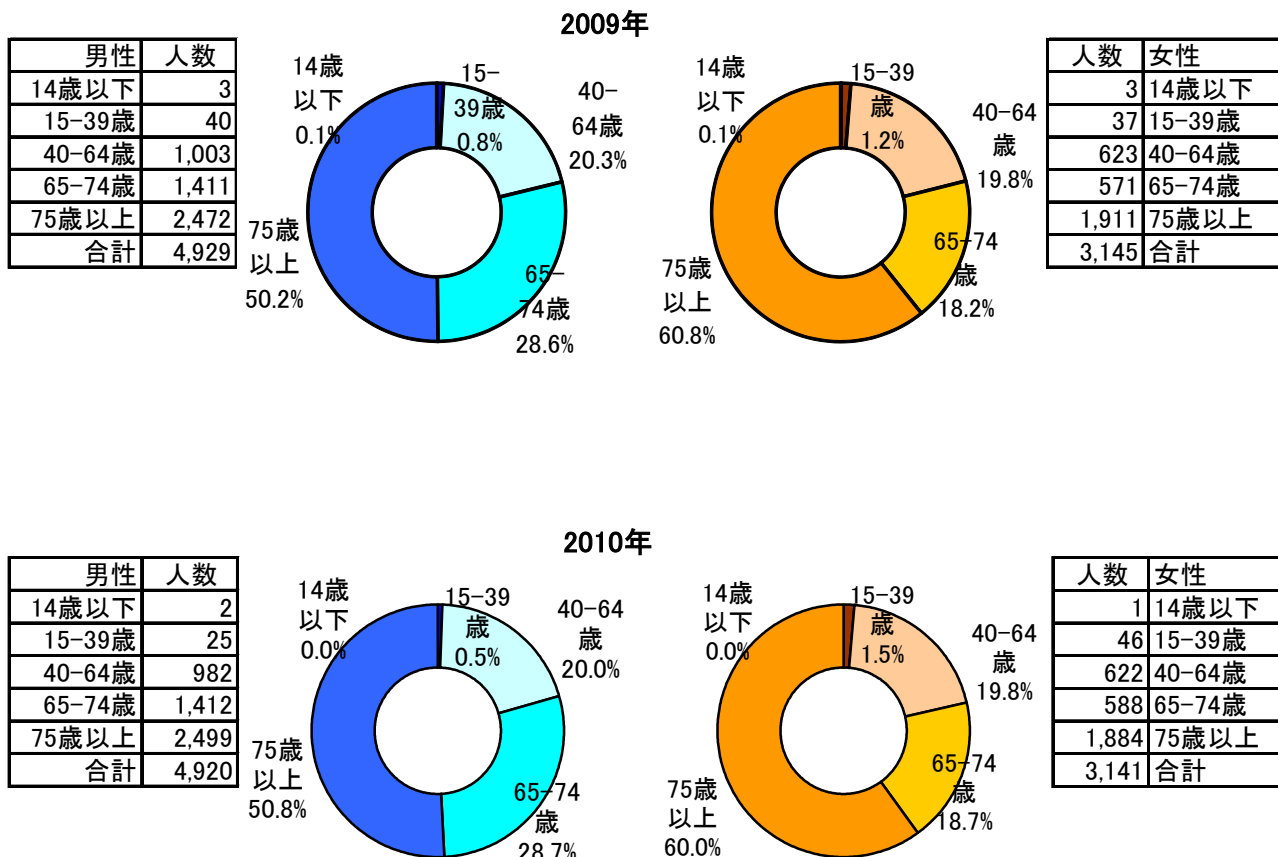 2009年
男性 人数
14歳以下 3
15-39歳 40
40-64歳 1,003
65-74歳 1,411
75歳以上 2,472
合計 4,929
14歳
以下
0.1%
15-
39歳
0.8%
40-
64歳
20.3%
65-
74歳
28.6%
75歳
以上
50.2%
14歳
以下
0.1%
15-39
歳
1.2%
40-64
歳
19.8%
65-74
歳
18.2%
75歳
以上
60.8%
人数 女性
3 14歳以下
37 15-39歳
623 40-64歳
571 65-74歳
1,911 75歳以上
3,145 合計
2010年
男性 人数
14歳以下 2
15-39歳 25
40-64歳 982
65-74歳 1,412
75歳以上 2,499
合計 4,920
14歳
以下
0.0%
15-39
歳
0.5%
40-64
歳
20.0%
65-74
歳
28.7%
75歳
以上
50.8%
14歳
以下
0.0%
15-39
歳
1.5%
40-64
歳
19.8%
65-74
歳
18.7%
75歳
以上
60.0%
人数 女性
1 14歳以下
46 15-39歳
622 40-64歳
588 65-74歳
1,884 75歳以上
3,141 合計